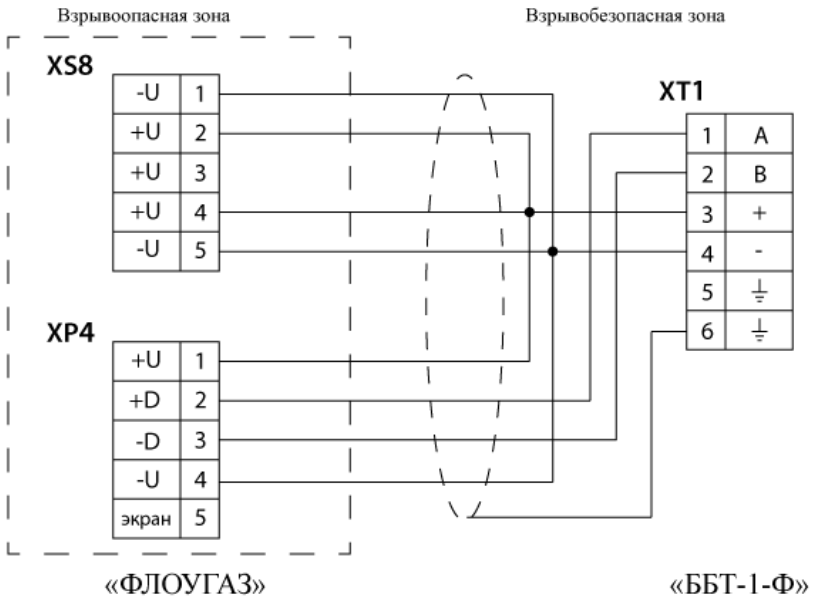 Взрывоопасная зона
Взрывобезопасная зона
XS8
-U 1
+U 2
+U 3
+U 4
-U 5
XT1
1 A
2 B
3 +
4 -
5
6
XP4
+U 1
+D 2
-D 3
-U 4
экран 5
«ФЛОУГАЗ»
«ББТ-1-Ф»